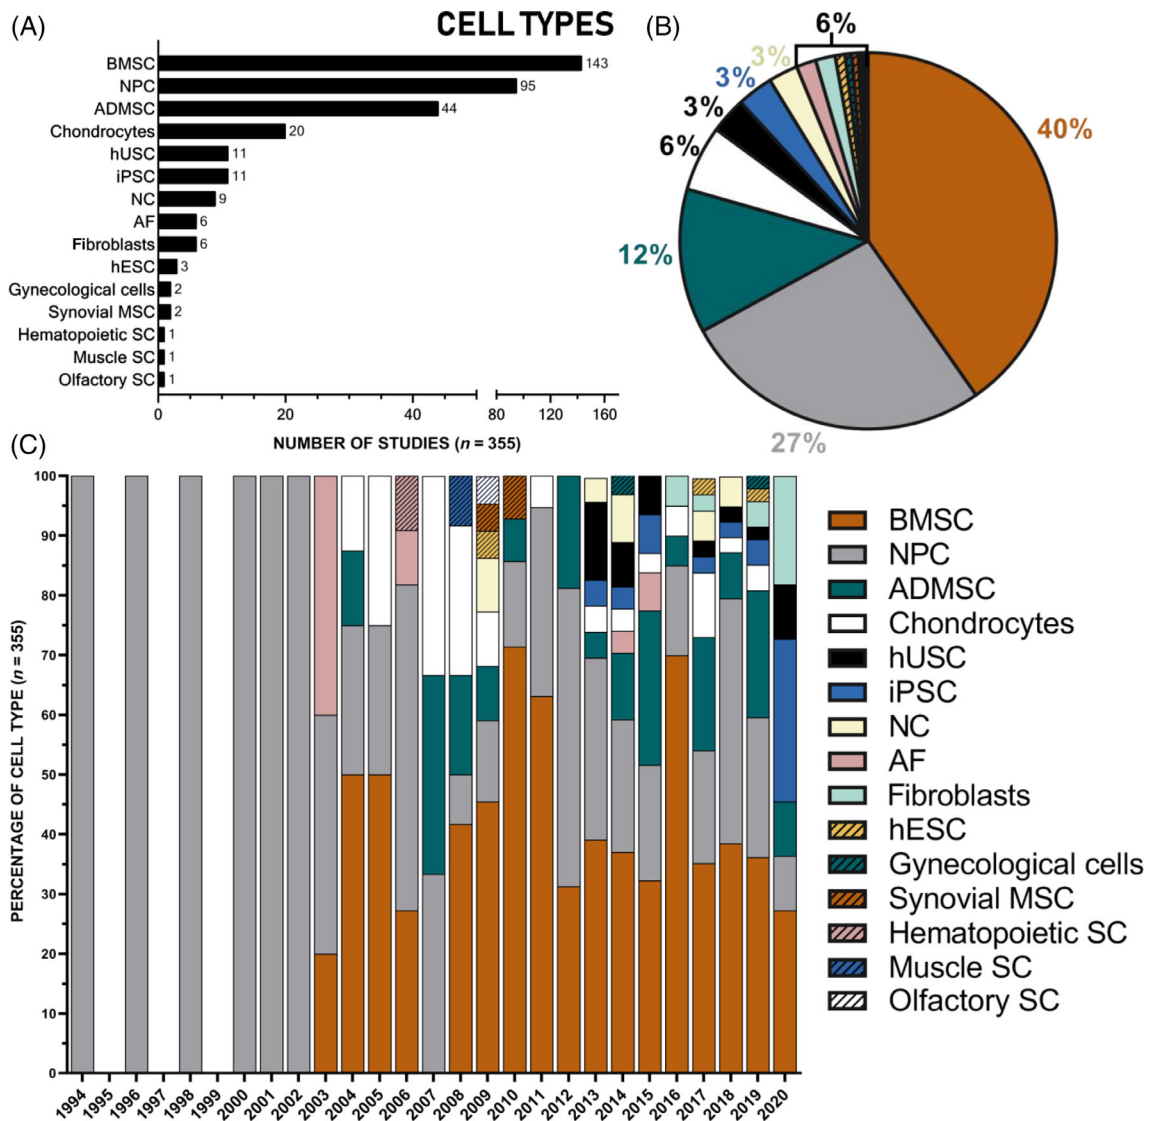 (A)
CELL TYPES
BMSC 143
NPC 95
ADMSC 44
Chondrocytes 20
hUSC 11
iPSC 11
NC 9
AF 6
Fibroblasts 6
hESC 3
Gynecological cells 2
Synovial MSC 2
Hematopoietic SC 1
Muscle SC 1
Olfactory SC 1
0 20 40 80 120 160
NUMBER OF STUDIES (n = 355)
(B)
6%
3%
3%
3%
6%
12%
40%
27%
(C)
PERCENTAGE OF CELL TYPE (n = 355)
100
90
80
70
60
50
40
30
20
10
0
1994 1995 1996 1997 1998 1999 2000 2001 2002 2003 2004 2005 2006 2007 2008 2009 2010 2011 2012 2013 2014 2015 2016 2017 2018 2019 2020
BMSC
NPC
ADMSC
Chondrocytes
hUSC
iPSC
NC
AF
Fibroblasts
hESC
Gynecological cells
Synovial MSC
Hematopoietic SC
Muscle SC
Olfactory SC